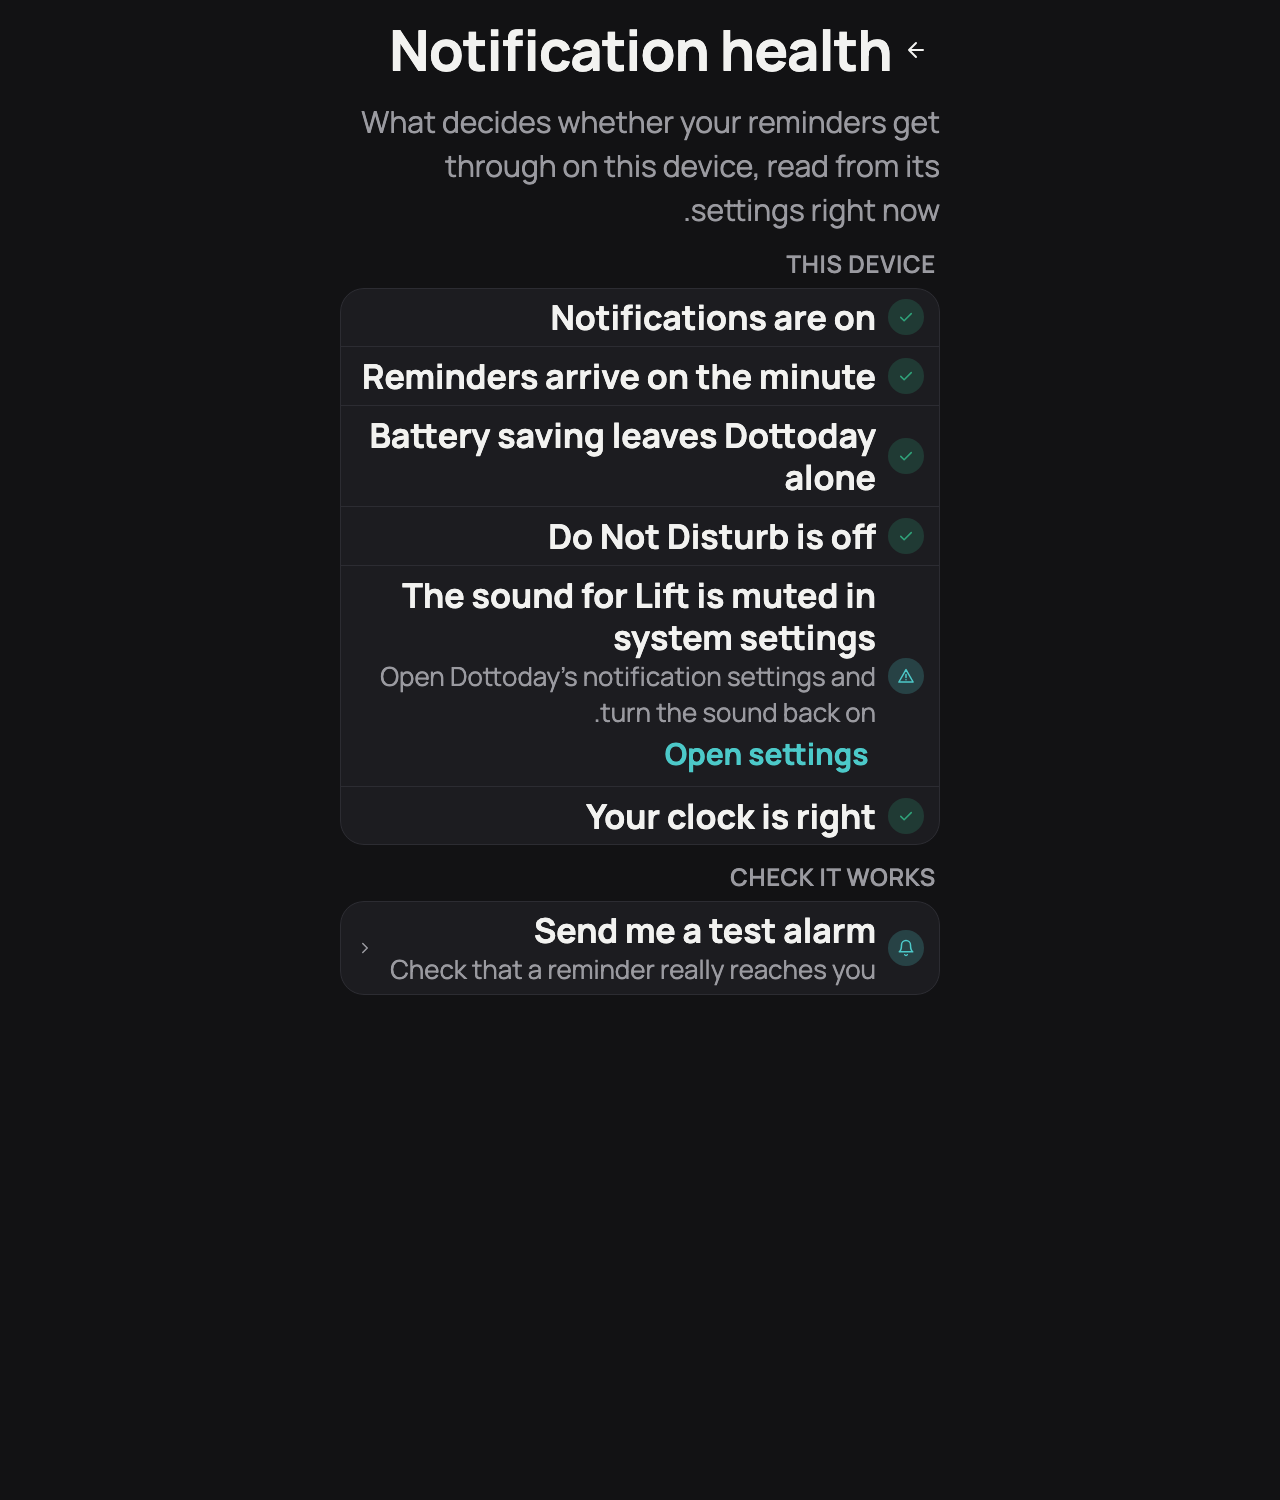 Notification health
What decides whether your reminders get
through on this device, read from its
.settings right now
THIS DEVICE
Notifications are on
Reminders arrive on the minute
Battery saving leaves Dottoday
alone
Do Not Disturb is off
The sound for Lift is muted in
system settings
Open Dottoday’s notification settings and
.turn the sound back on
Open settings
Your clock is right
CHECK IT WORKS
Send me a test alarm
Check that a reminder really reaches you